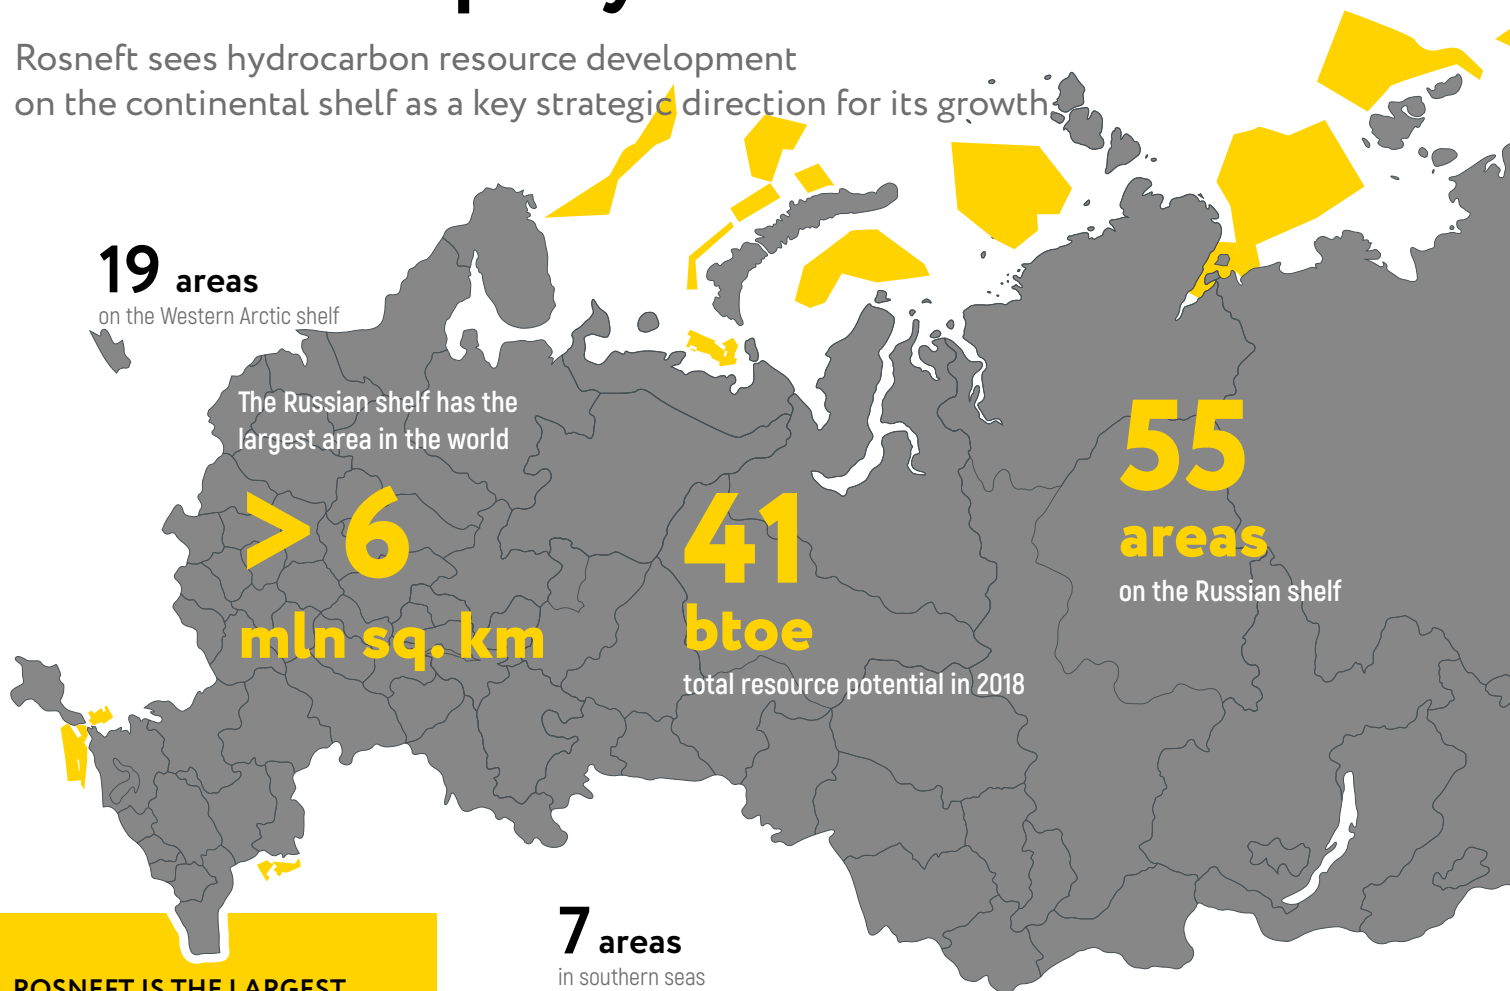 Rosneft sees hydrocarbon resource development
on the continental shelf as a key strategic direction for its growth
19 areas
on the Western Arctic shelf
The Russian shelf has the
largest area in the world
> 6
mln sq. km
41
btoe
total resource potential in 2018
55
areas
on the Russian shelf
7 areas
in southern seas
ROSNEFT IS THE LARGEST